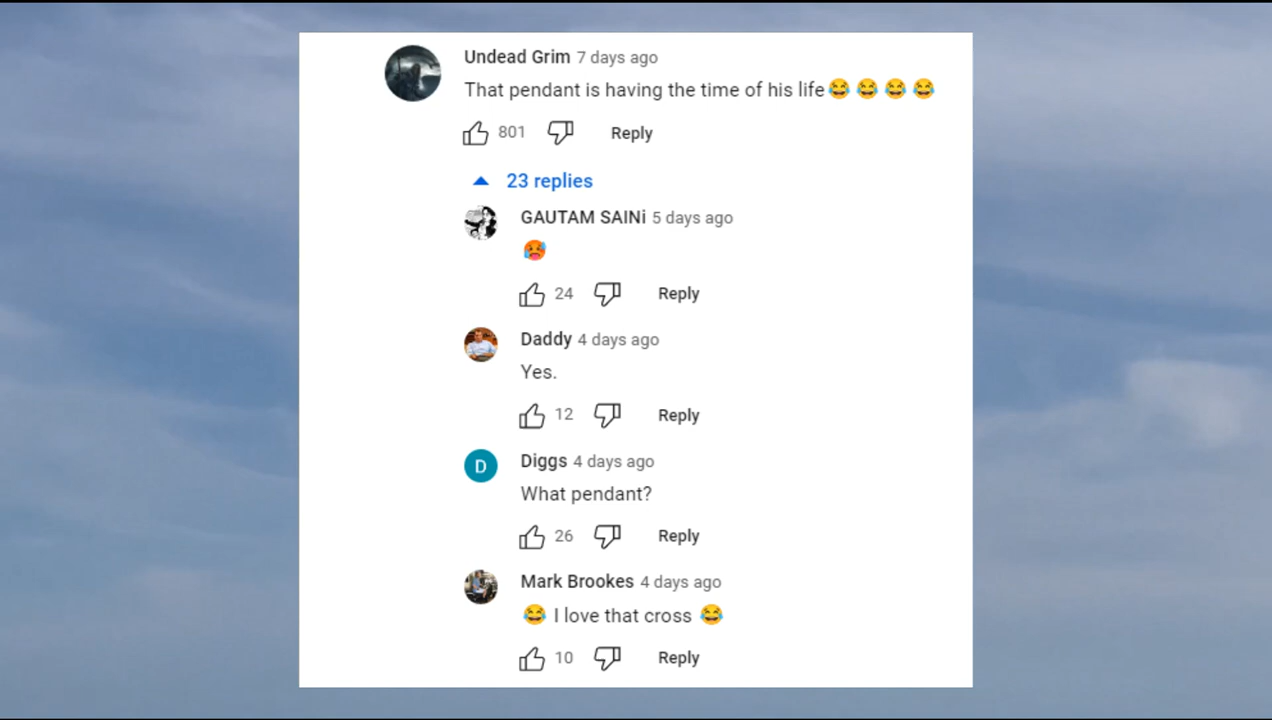 Undead Grim 7 days ago
That pendant is having the time of his life😂 😂 😂 😂
801 Reply
23 replies
GAUTAM SAINi 5 days ago
🥵
24 Reply
Daddy 4 days ago
Yes.
12 Reply
D
Diggs 4 days ago
What pendant?
26 Reply
Mark Brookes 4 days ago
😂 I love that cross 😂
10 Reply